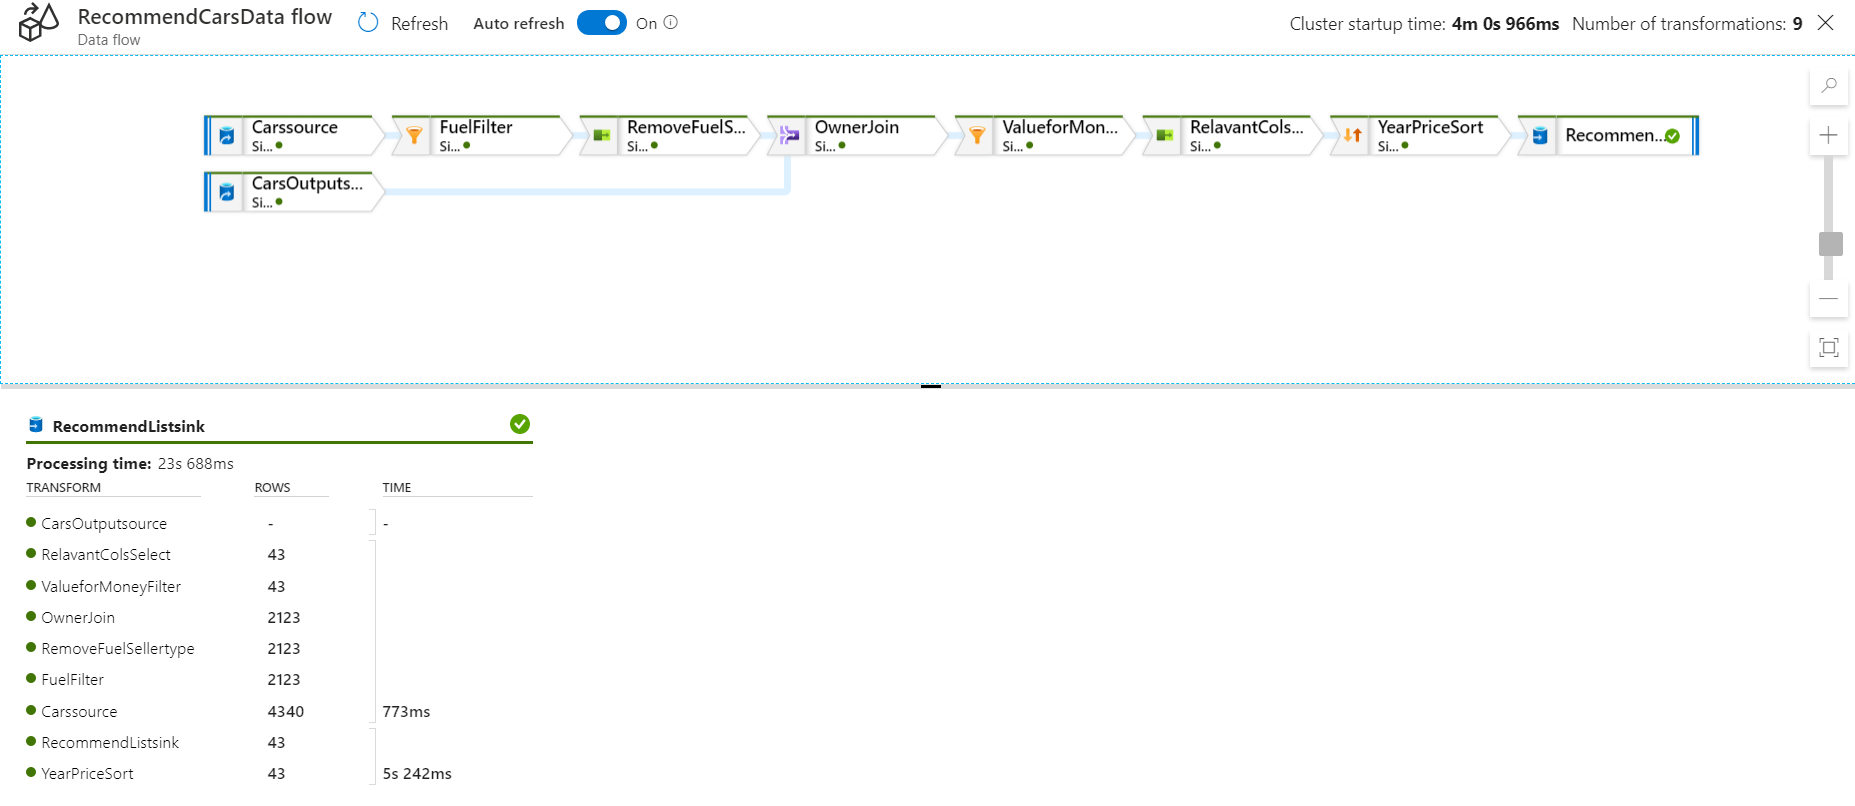 RecommendCarsData flow
Data flow
Refresh
Auto refresh
On
Cluster startup time: 4m 0s 966ms
Number of transformations: 9
Carssource
Si...
FuelFilter
Si...
RemoveFuelS...
Si...
OwnerJoin
Si...
ValueforMon...
Si...
RelavantCols...
Si...
YearPriceSort
Si...
Recommen...
CarsOutputs...
Si...
RecommendListsink
Processing time: 23s 688ms
TRANSFORM ROWS TIME
CarsOutputsource - -
RelavantColsSelect 43
ValueforMoneyFilter 43
OwnerJoin 2123
RemoveFuelSellertype 2123
FuelFilter 2123
Carssource 4340 773ms
RecommendListsink 43
YearPriceSort 43 5s 242ms